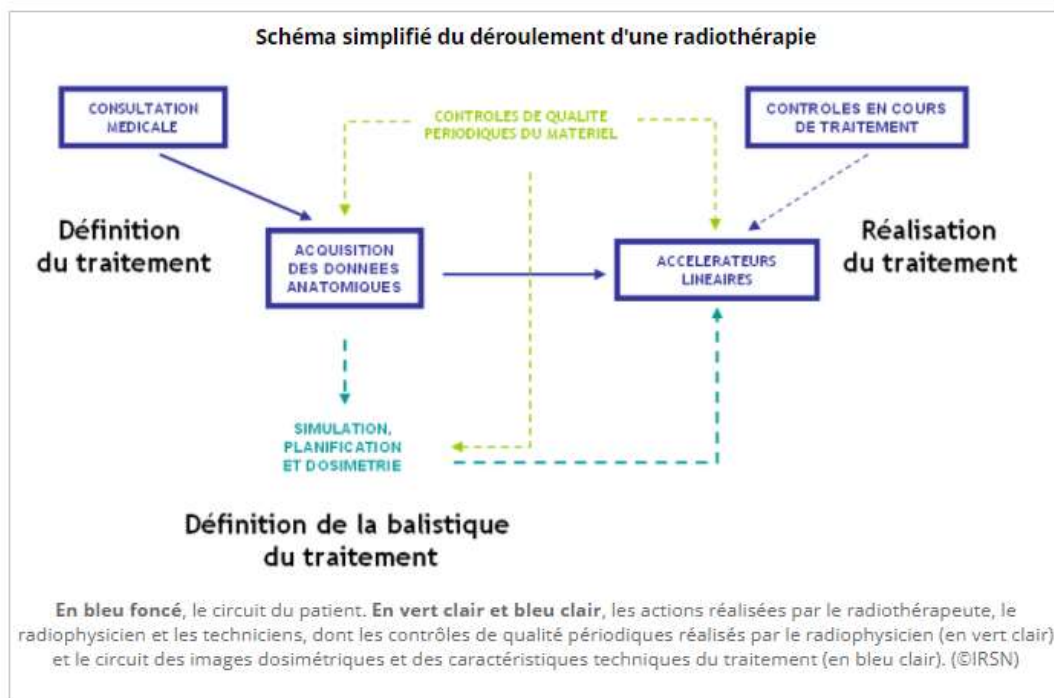 Schéma simplifié du déroulement d'une radiothérapie
CONSULTATION
MEDICALE
CONTROLES DE QUALITE
PERIODIQUES DU MATERIEL
CONTROLES EN COURS
DE TRAITEMENT
Définition
du traitement
ACQUISITION
DES DONNEES
ANATOMIQUES
ACCELERATEURS
LINEAIRES
Réalisation
du traitement
SIMULATION,
PLANIFICATION
ET DOSIMETRIE
Définition de la balistique
du traitement
En bleu foncé, le circuit du patient. En vert clair et bleu clair, les actions réalisées par le radiothérapeute, le
radiophysicien et les techniciens, dont les contrôles de qualité périodiques réalisés par le radiophysicien (en vert clair)
et le circuit des images dosimétriques et des caractéristiques techniques du traitement (en bleu clair). (©IRSN)